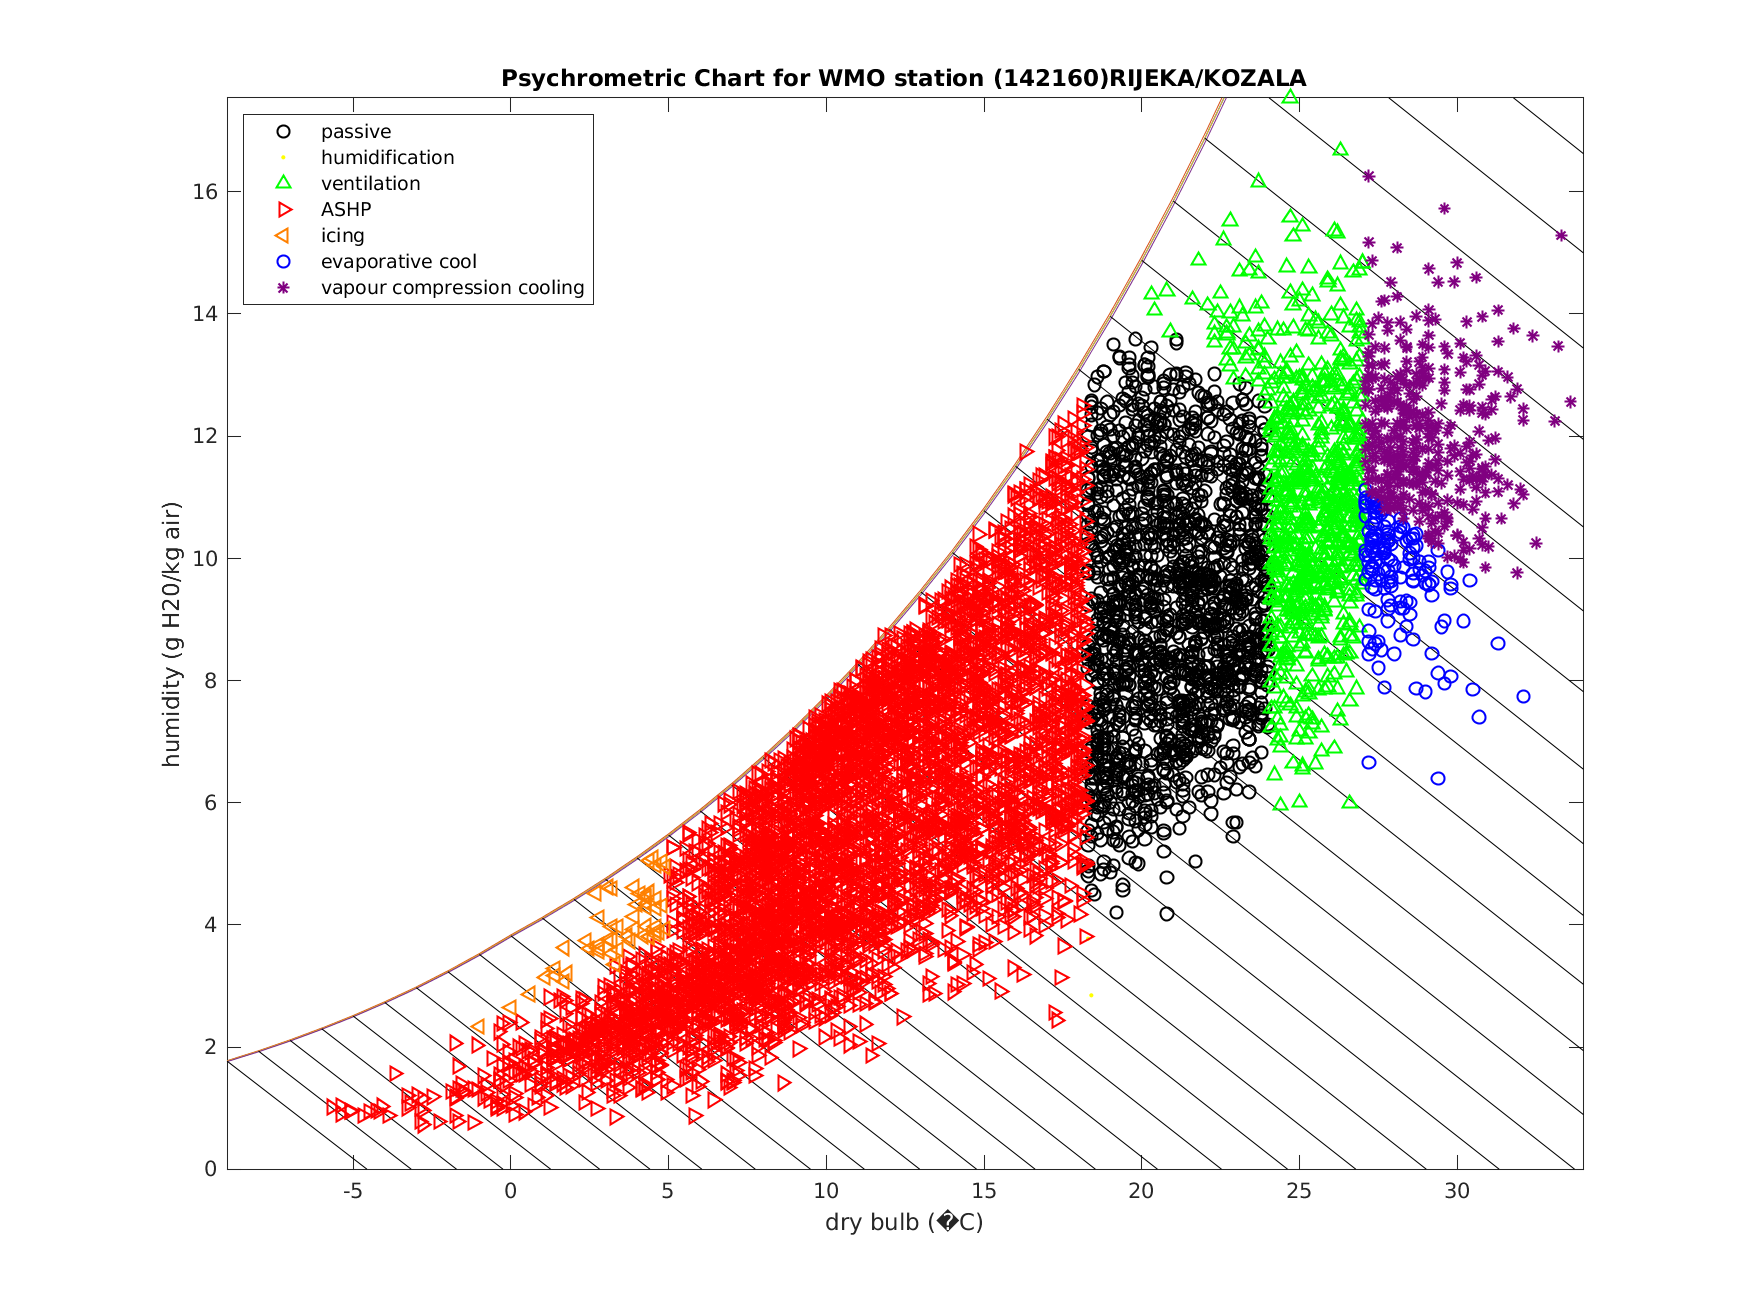 Psychrometric Chart for WMO station (142160)RIJEKA/KOZALA
passive
humidification
ventilation
ASHP
icing
evaporative cool
vapour compression cooling
humidity (g H20/kg air)
16
14
12
10
8
6
4
2
0
-5 0 5 10 15 20 25 30
dry bulb (�C)